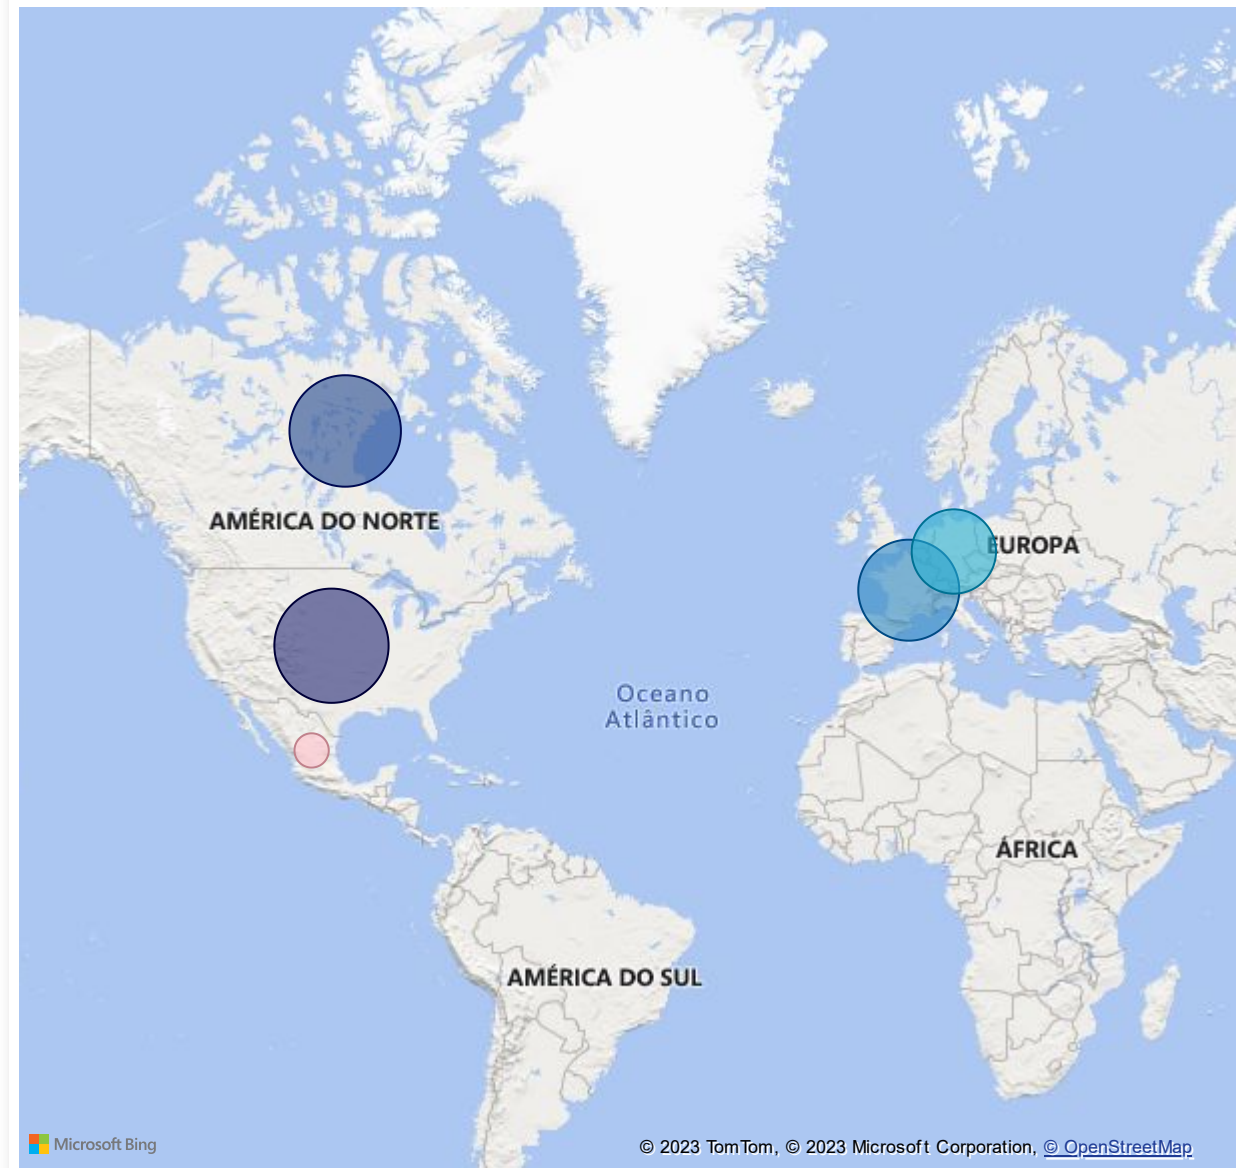 AMÉRICA DO NORTE
EUROPA
Oceano
Atlântico
ÁFRICA
AMÉRICA DO SUL
Microsoft Bing
© 2023 TomTom, © 2023 Microsoft Corporation, © OpenStreetMap